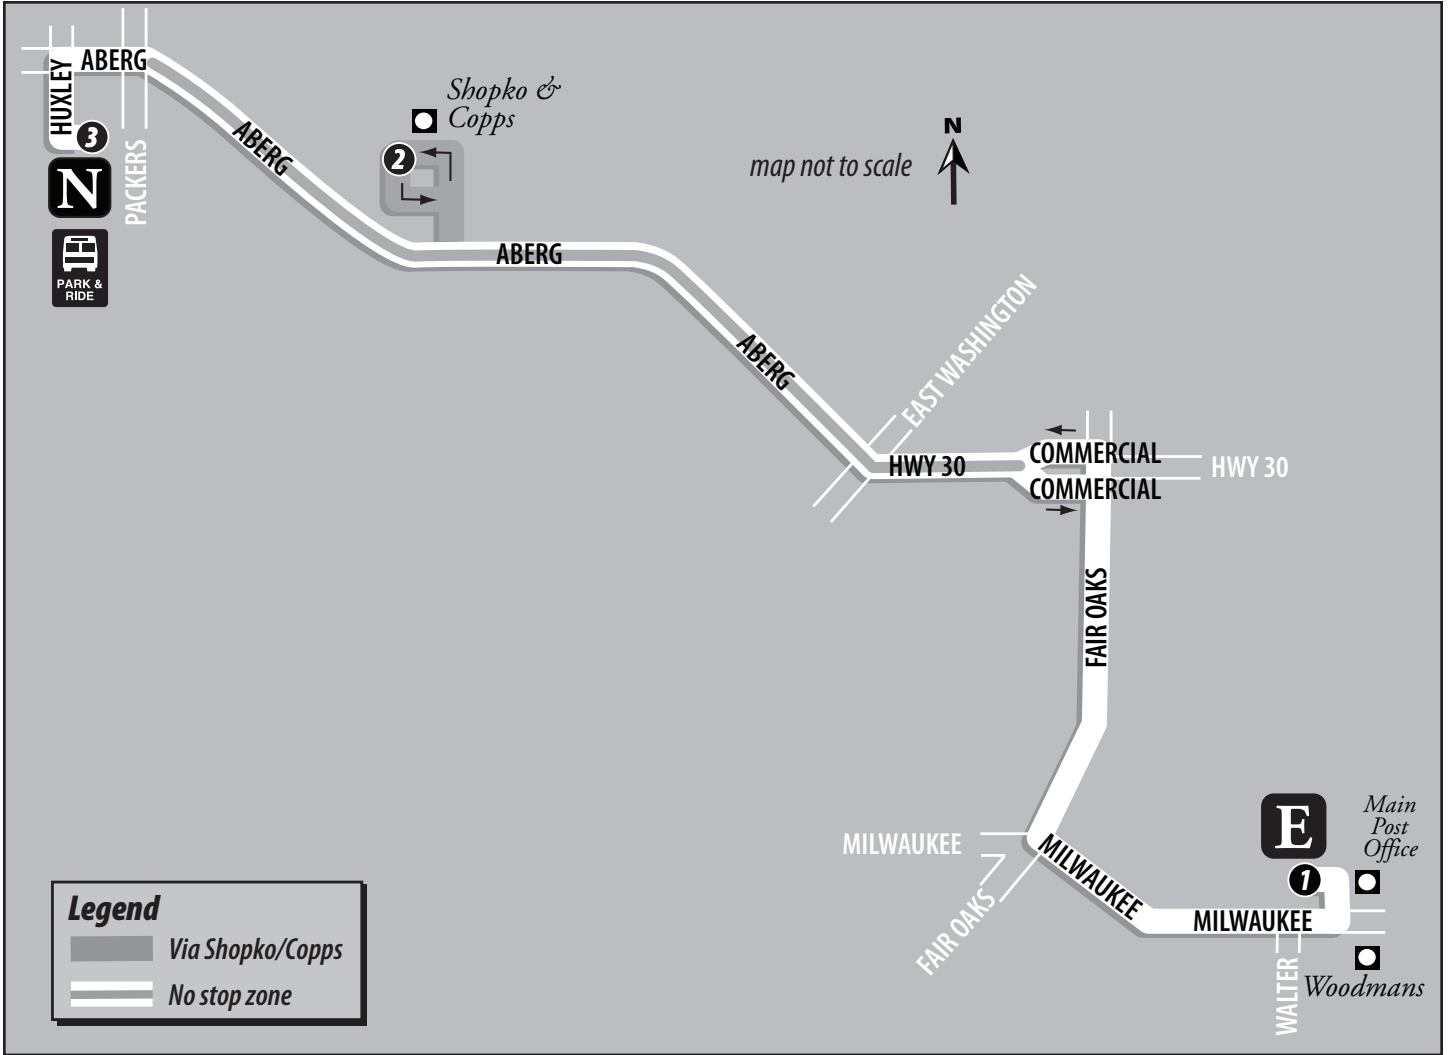 ABERG
HUXLEY
3
N
PARK &
RIDE
PACKERS
ABERG
Shopko &
Copps
2
map not to scale
N
ABERG
ABERG
EAST WASHINGTON
HWY 30
COMMERCIAL
COMMERCIAL
HWY 30
FAIR OAKS
MILWAUKEE
FAIR OAKS
MILWAUKEE
MILWAUKEE
E
1
Main
Post
Office
WALTER
Woodmans
Legend
Via Shopko/Copps
No stop zone